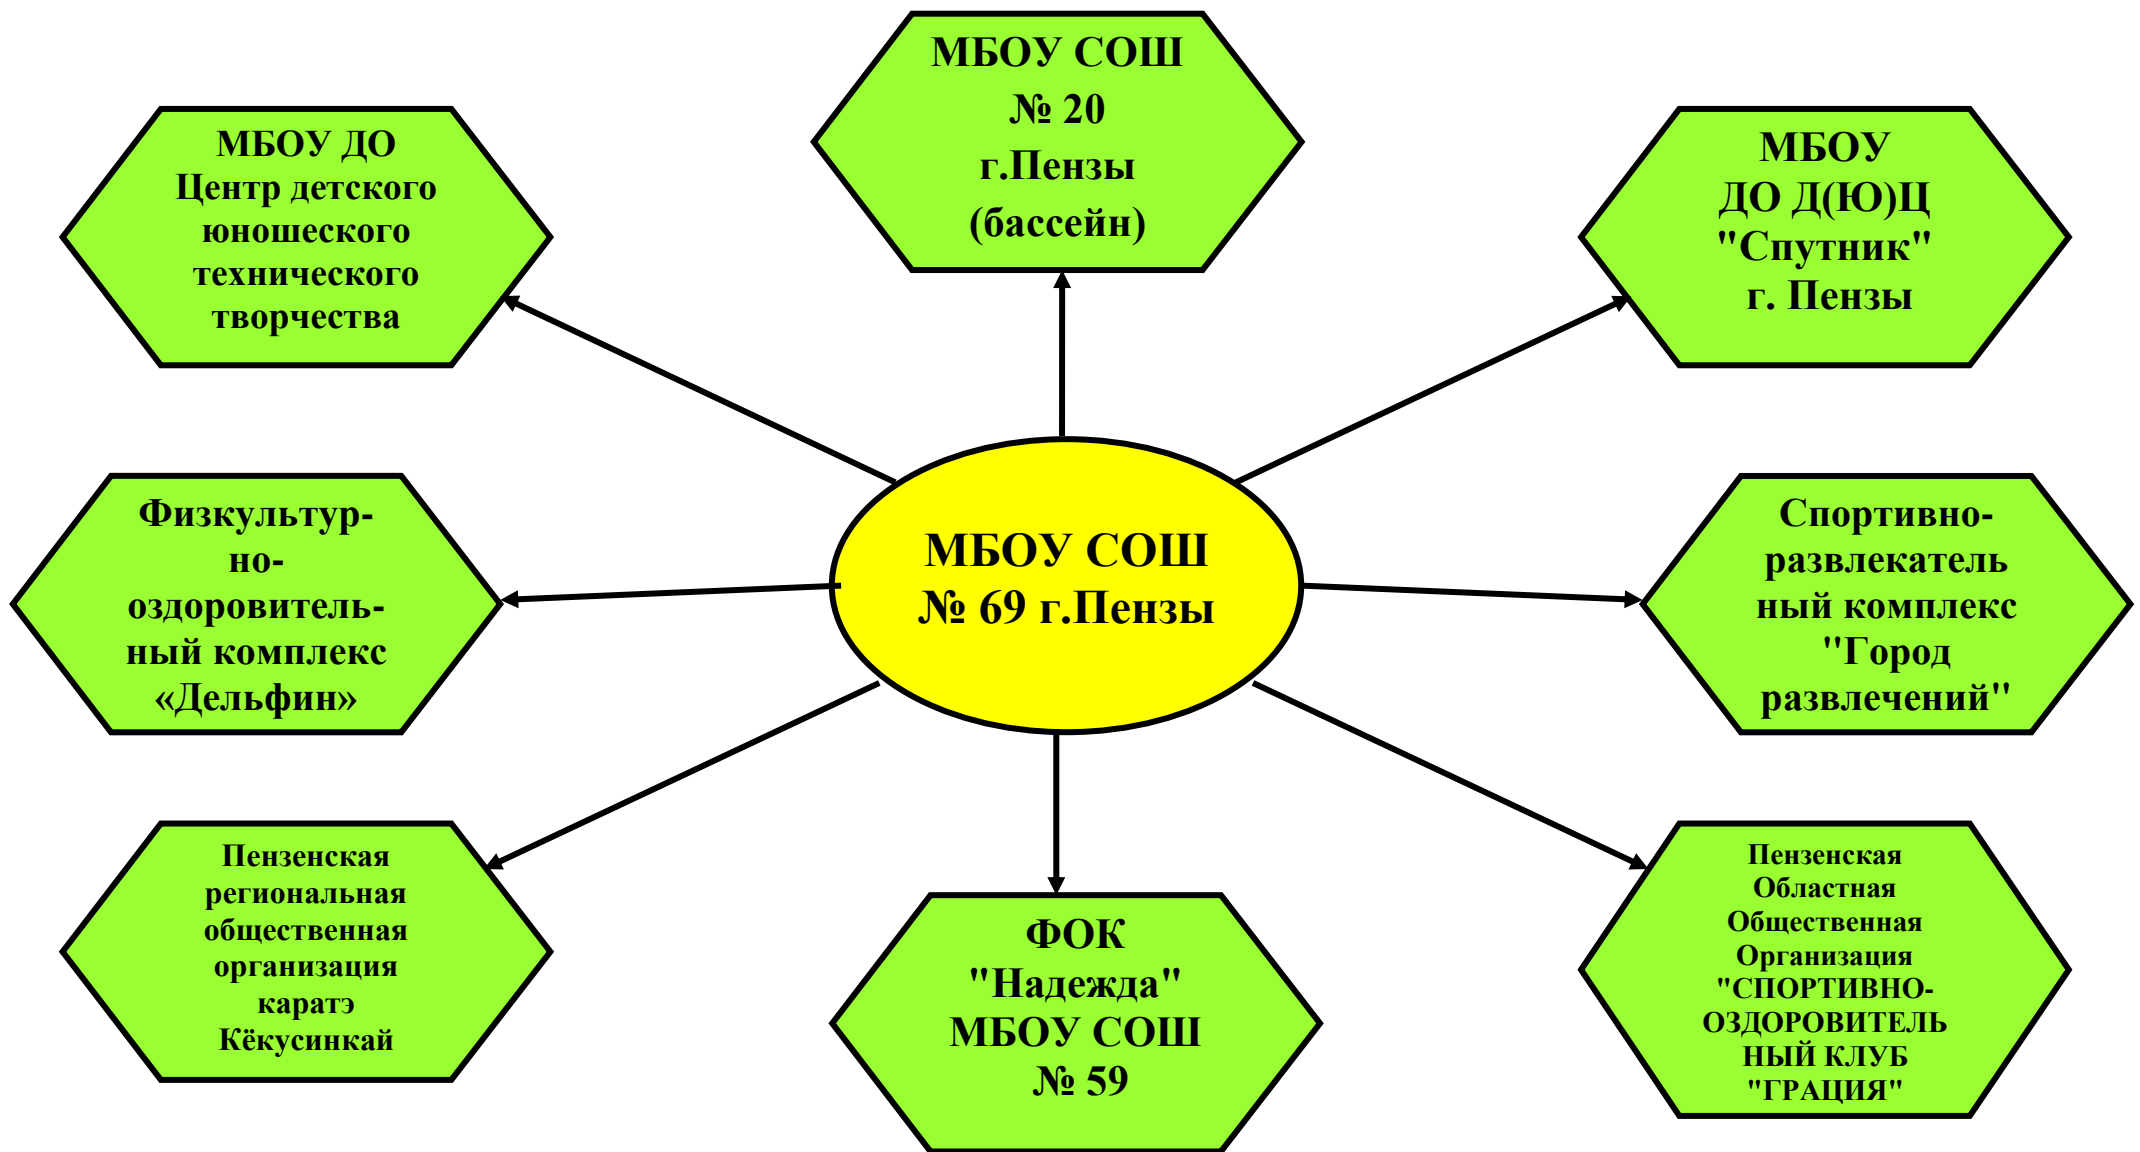 МБОУ СОШ
№ 20
г.Пензы
(бассейн)
МБОУ ДО
Центр детского
юношеского
технического
творчества
МБОУ
ДО Д(Ю)Ц
"Спутник"
г. Пензы
Физкультур-
но-
оздоровитель-
ный комплекс
«Дельфин»
МБОУ СОШ
№ 69 г.Пензы
Спортивно-
развлекатель
ный комплекс
"Город
развлечений"
Пензенская
региональная
общественная
организация
каратэ
Кёкусинкай
ФОК
"Надежда"
МБОУ СОШ
№ 59
Пензенская
Областная
Общественная
Организация
"СПОРТИВНО-
ОЗДОРОВИТЕЛЬ
НЫЙ КЛУБ
"ГРАЦИЯ"